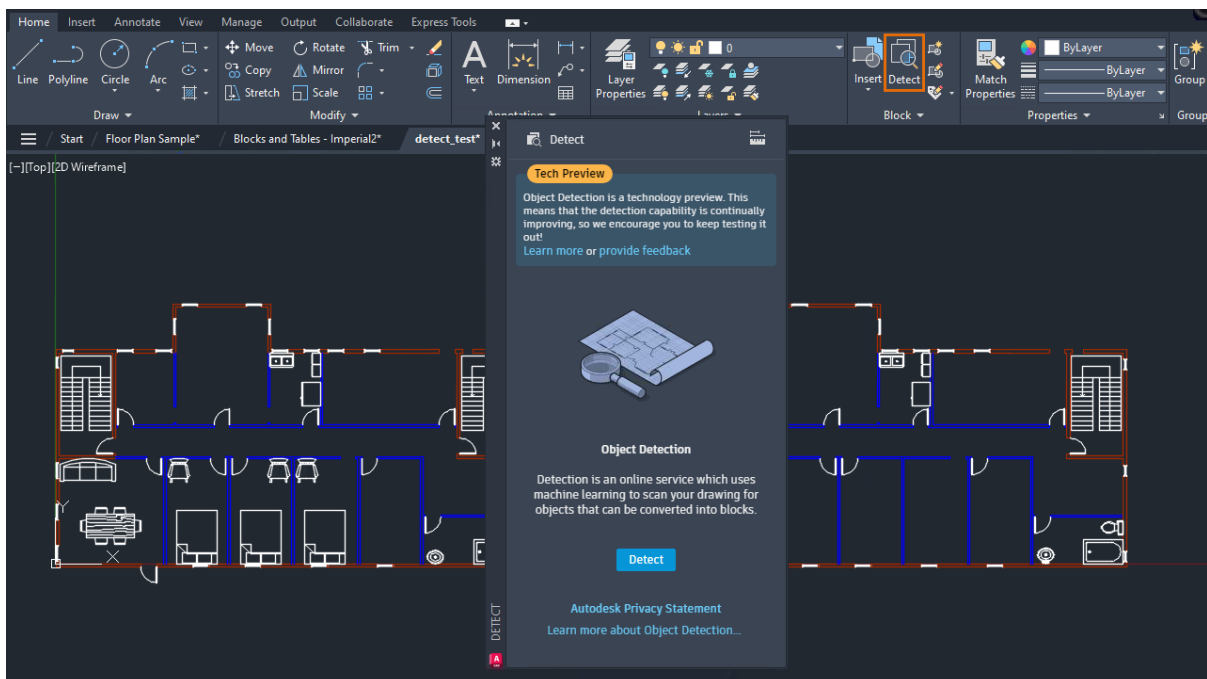 Home Insert Annotate View Manage Output Collaborate Express Tools
Move Rotate Trim 0 ByLayer
Line Polyline Circle Arc Copy Mirror Text Dimension Layer Properties Insert Detect Match Properties ByLayer Group
Stretch Scale ByLayer
Draw Modify Annotation Layers Block Properties Group
Start / Floor Plan Sample* / Blocks and Tables - Imperial2* / detect_test*
[−][Top][2D Wireframe]
Detect
Tech Preview
Object Detection is a technology preview. This
means that the detection capability is continually
improving, so we encourage you to keep testing it
out!
Learn more or provide feedback
Object Detection
Detection is an online service which uses
machine learning to scan your drawing for
objects that can be converted into blocks.
Detect
Autodesk Privacy Statement
Learn more about Object Detection...
DETECT
Y
X
A